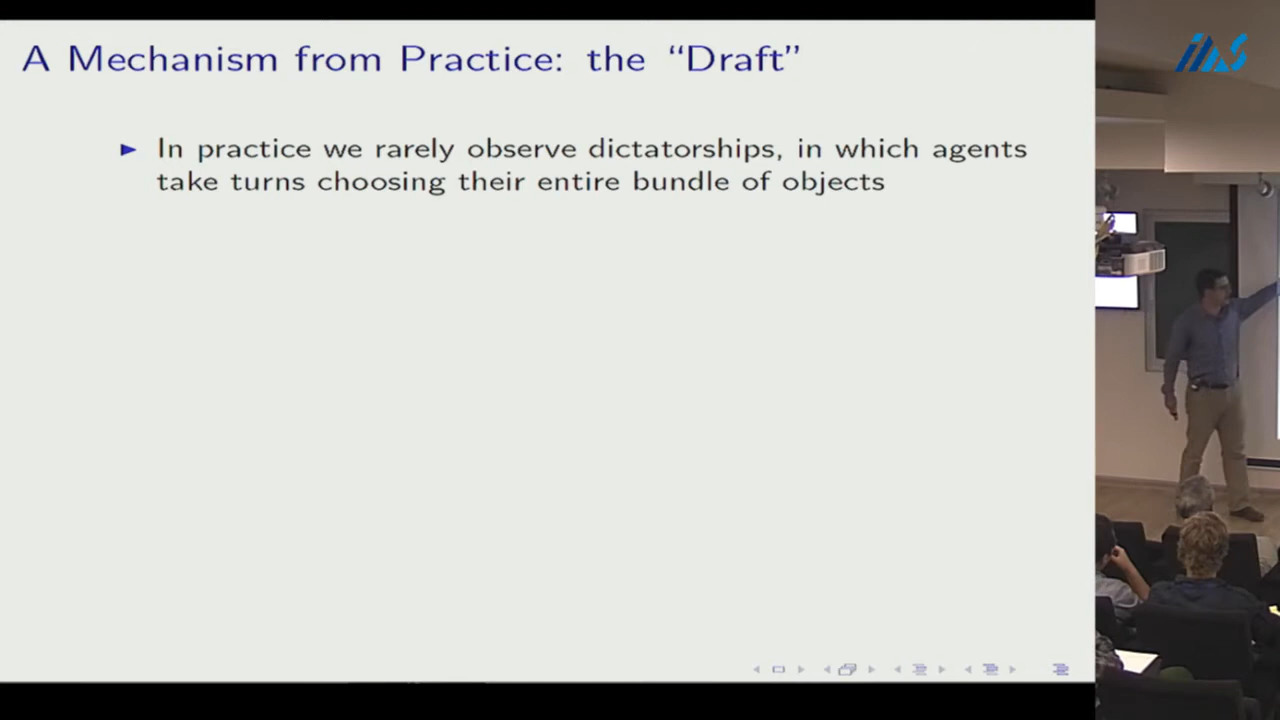 A Mechanism from Practice: the “Draft”
In practice we rarely observe dictatorships, in which agents
take turns choosing their entire bundle of objects
IIAS